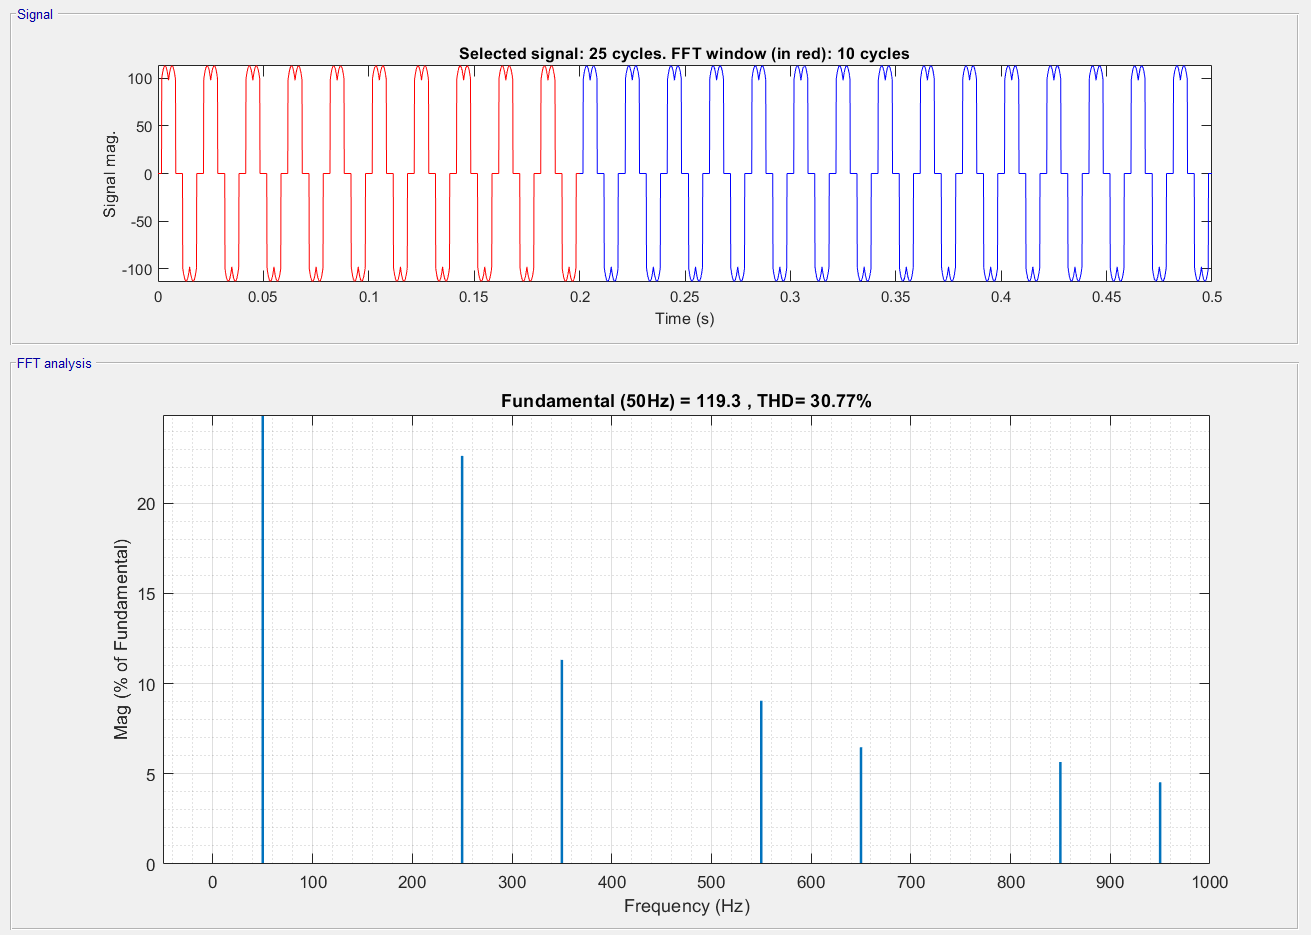 Signal
Selected signal: 25 cycles. FFT window (in red): 10 cycles
Signal mag.
100
50
0
-50
-100
0 0.05 0.1 0.15 0.2 0.25 0.3 0.35 0.4 0.45 0.5
Time (s)
FFT analysis
Fundamental (50Hz) = 119.3 , THD= 30.77%
Mag (% of Fundamental)
20
15
10
5
0
0 100 200 300 400 500 600 700 800 900 1000
Frequency (Hz)